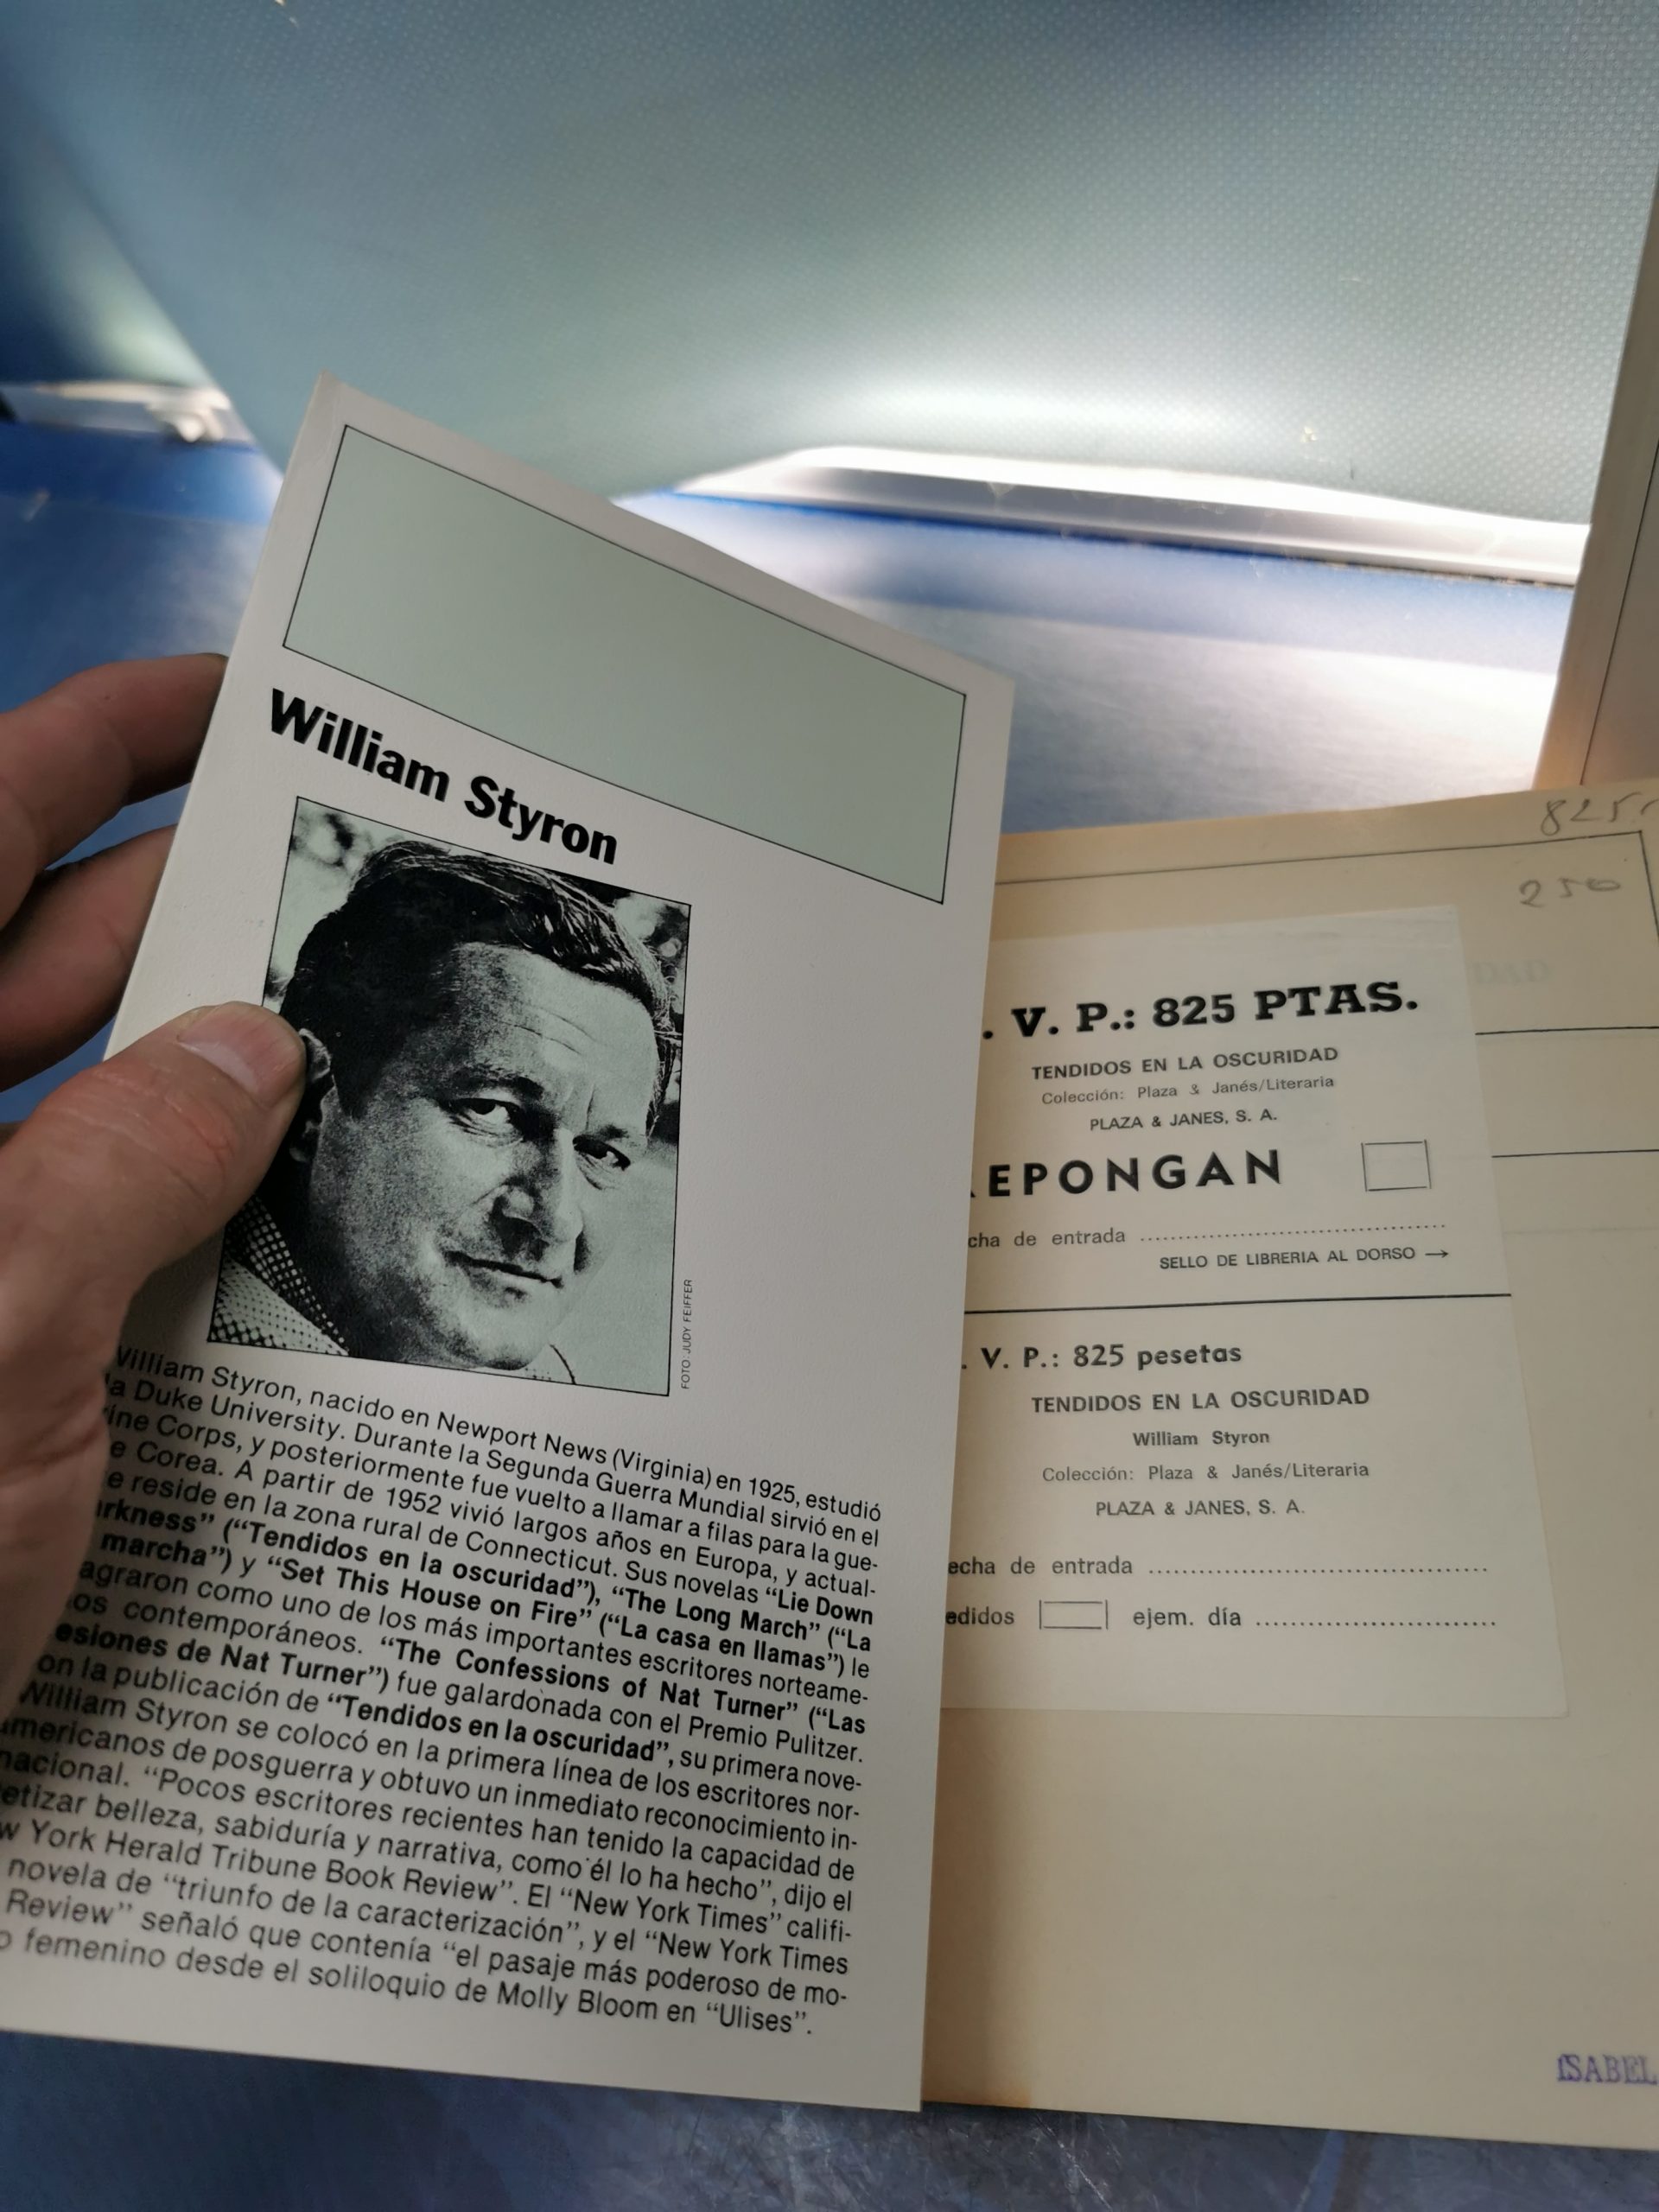 William Styron
FOTO: JUDY FEIFFER
William Styron, nacido en Newport News (Virginia) en 1925, estudió
a Duke University. Durante la Segunda Guerra Mundial sirvió en el
ine Corps, y posteriormente fue vuelto a llamar a filas para la gue-
e Corea. A partir de 1952 vivió largos años en Europa, y actual-
e reside en la zona rural de Connecticut. Sus novelas “Lie Down
rkness” (“Tendidos en la oscuridad”), “The Long March” (“La
marcha”) y “Set This House on Fire” (“La casa en llamas”) le
agraron como uno de los más importantes escritores norteame-
os contemporáneos. “The Confessions of Nat Turner” (“Las
esiones de Nat Turner”) fue galardonada con el Premio Pulitzer.
on la publicación de “Tendidos en la oscuridad”, su primera nove-
William Styron se colocó en la primera línea de los escritores nor-
americanos de posguerra y obtuvo un inmediato reconocimiento in-
nacional. “Pocos escritores recientes han tenido la capacidad de
etizar belleza, sabiduría y narrativa, como él lo ha hecho”, dijo el
w York Herald Tribune Book Review”. El “New York Times” califi-
novela de “triunfo de la caracterización”, y el “New York Times
Review” señaló que contenía “el pasaje más poderoso de mo-
o femenino desde el soliloquio de Molly Bloom en “Ulises”.
825
250
. V. P.: 825 PTAS.
TENDIDOS EN LA OSCURIDAD
Colección: Plaza & Janés/Literaria
PLAZA & JANES, S. A.
EPONGAN
cha de entrada
SELLO DE LIBRERIA AL DORSO →
. V. P.: 825 pesetas
TENDIDOS EN LA OSCURIDAD
William Styron
Colección: Plaza & Janés/Literaria
PLAZA & JANES, S. A.
echa de entrada
edidos ejem. día
ISABEL